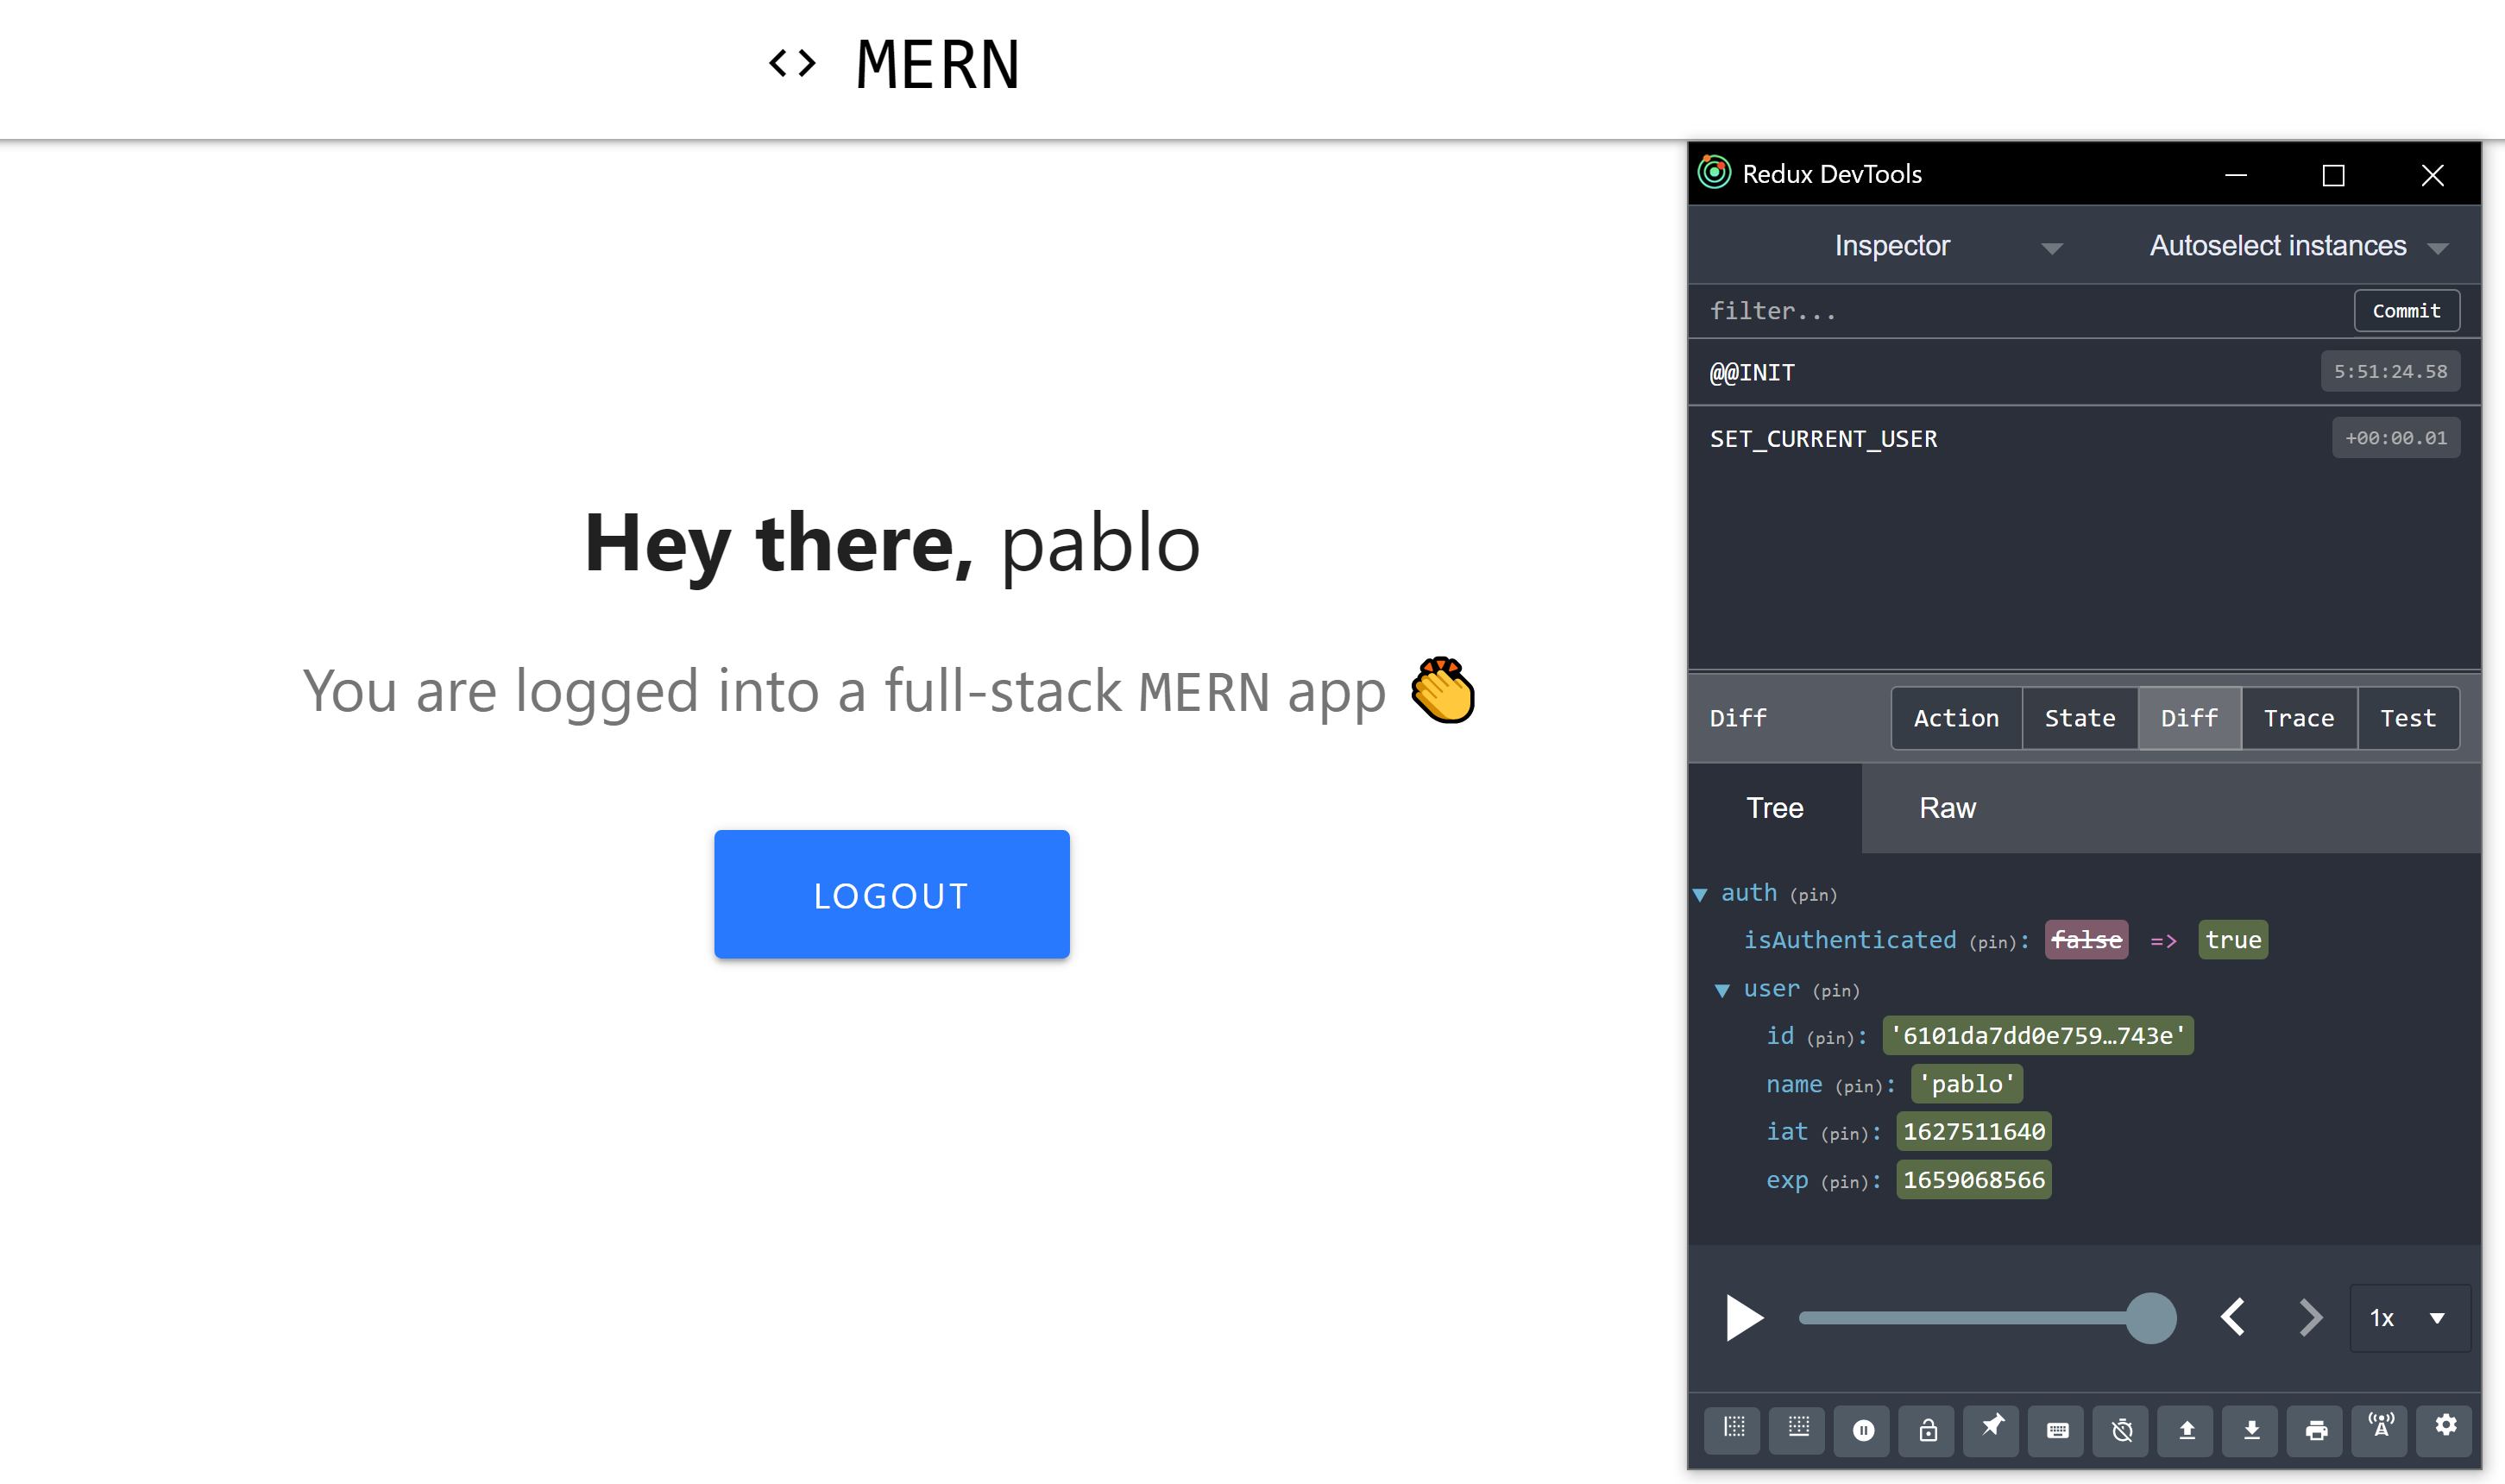 <> MERN
Hey there, pablo
You are logged into a full-stack MERN app 👏
LOGOUT
Redux DevTools
Inspector Autoselect instances
filter... Commit
@@INIT 5:51:24.58
SET_CURRENT_USER +00:00.01
Diff Action State Diff Trace Test
Tree Raw
auth (pin)
isAuthenticated (pin): false => true
user (pin)
id (pin): '6101da7dd0e759…743e'
name (pin): 'pablo'
iat (pin): 1627511640
exp (pin): 1659068566
1x